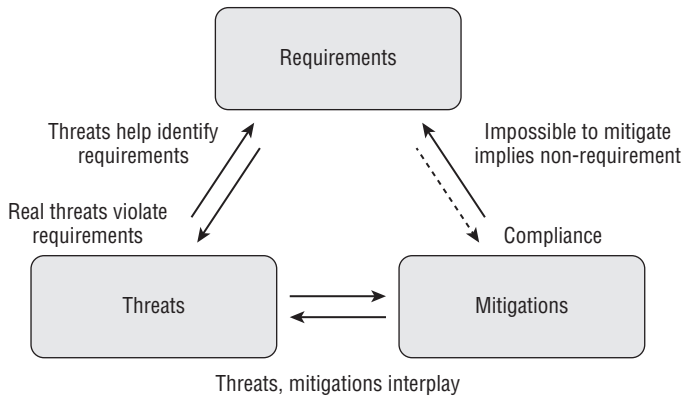 Requirements
Threats help identify
requirements
Impossible to mitigate
implies non-requirement
Real threats violate
requirements
Compliance
Threats
Mitigations
Threats, mitigations interplay